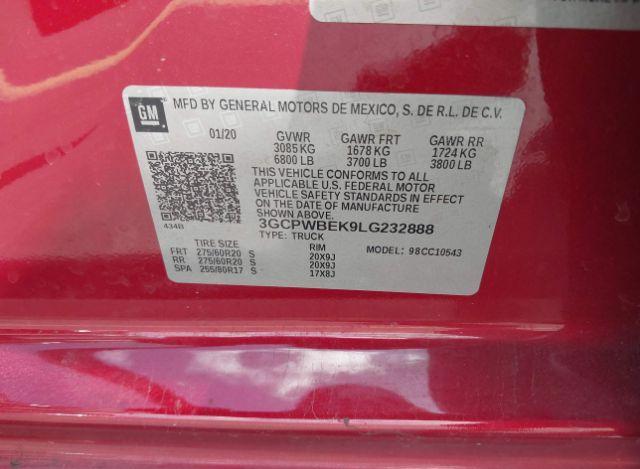 GM
MFD BY GENERAL MOTORS DE MEXICO, S. DE R.L. DE C.V.
01/20 GVWR GAWR FRT GAWR RR
3085 KG 1678 KG 1724 KG
6800 LB 3700 LB 3800 LB
THIS VEHICLE CONFORMS TO ALL
APPLICABLE U.S. FEDERAL MOTOR
VEHICLE SAFETY STANDARDS IN EFFECT
ON THE DATE OF MANUFACTURE
SHOWN ABOVE.
434B 3GCPWBEK9LG232888
TYPE: TRUCK
TIRE SIZE RIM MODEL: 98CC10543
FRT 275/60R20 S 20X9J
RR 275/60R20 S 20X9J
SPA 255/80R17 S 17X8J